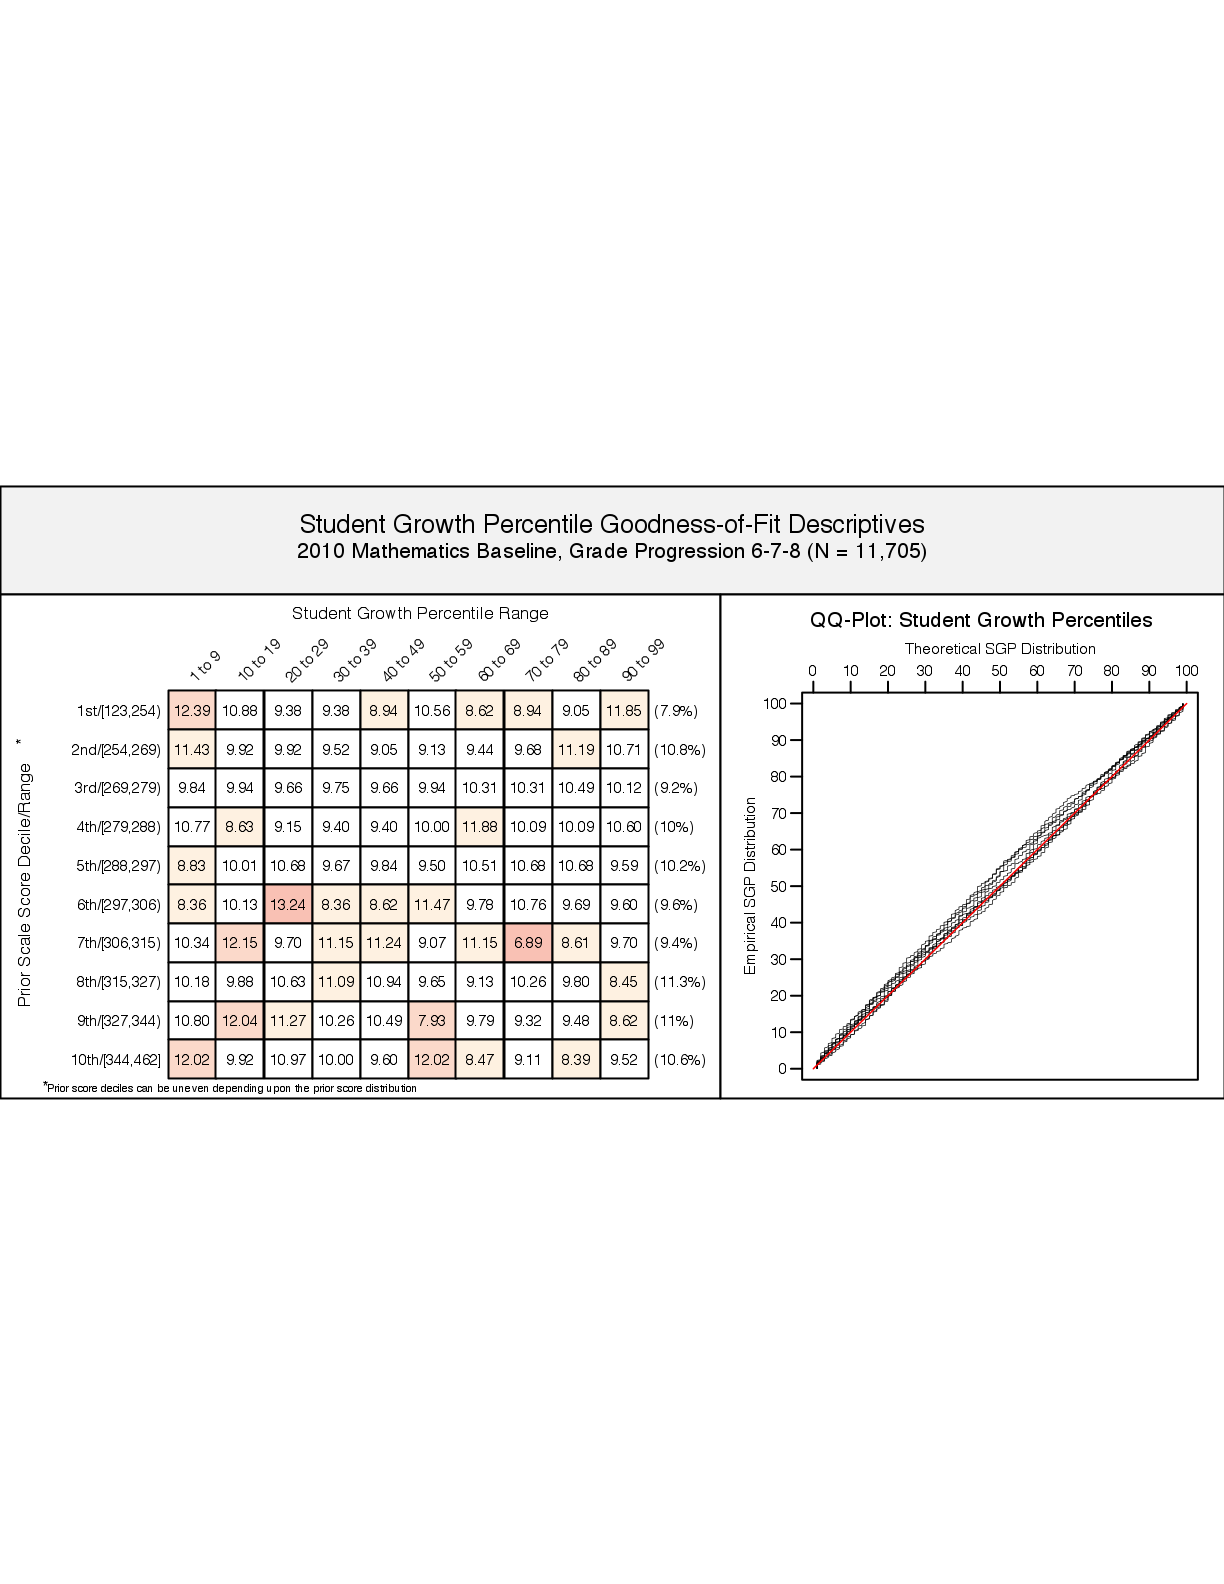 Student Growth Percentile Goodness-of-Fit Descriptives
2010 Mathematics Baseline, Grade Progression 6-7-8 (N = 11,705)
Student Growth Percentile Range
1 to 9 10 to 19 20 to 29 30 to 39 40 to 49 50 to 59 60 to 69 70 to 79 80 to 89 90 to 99
Prior Scale Score Decile/Range *
1st/[123,254) 12.39 10.88 9.38 9.38 8.94 10.56 8.62 8.94 9.05 11.85 (7.9%)
2nd/[254,269) 11.43 9.92 9.92 9.52 9.05 9.13 9.44 9.68 11.19 10.71 (10.8%)
3rd/[269,279) 9.84 9.94 9.66 9.75 9.66 9.94 10.31 10.31 10.49 10.12 (9.2%)
4th/[279,288) 10.77 8.63 9.15 9.40 9.40 10.00 11.88 10.09 10.09 10.60 (10%)
5th/[288,297) 8.83 10.01 10.68 9.67 9.84 9.50 10.51 10.68 10.68 9.59 (10.2%)
6th/[297,306) 8.36 10.13 13.24 8.36 8.62 11.47 9.78 10.76 9.69 9.60 (9.6%)
7th/[306,315) 10.34 12.15 9.70 11.15 11.24 9.07 11.15 6.89 8.61 9.70 (9.4%)
8th/[315,327) 10.18 9.88 10.63 11.09 10.94 9.65 9.13 10.26 9.80 8.45 (11.3%)
9th/[327,344) 10.80 12.04 11.27 10.26 10.49 7.93 9.79 9.32 9.48 8.62 (11%)
10th/[344,462] 12.02 9.92 10.97 10.00 9.60 12.02 8.47 9.11 8.39 9.52 (10.6%)
*Prior score deciles can be uneven depending upon the prior score distribution
QQ-Plot: Student Growth Percentiles
Theoretical SGP Distribution
0 10 20 30 40 50 60 70 80 90 100
Empirical SGP Distribution
100
90
80
70
60
50
40
30
20
10
0